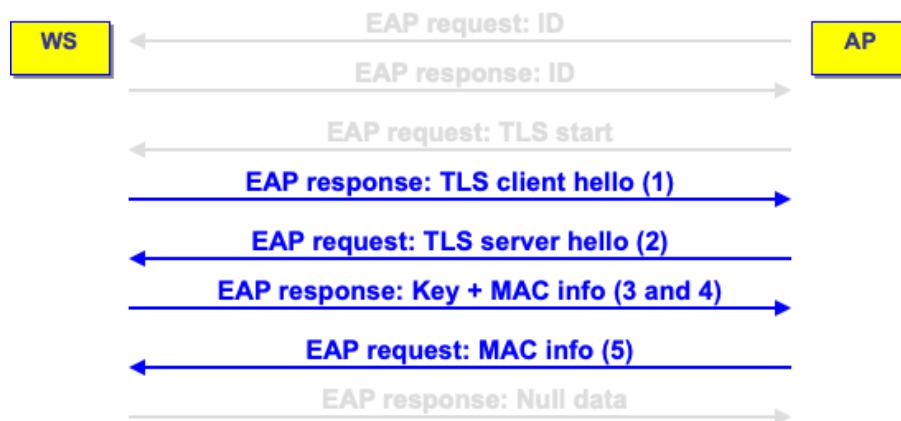 EAP request: ID
WS
AP
EAP response: ID
EAP request: TLS start
EAP response: TLS client hello (1)
EAP request: TLS server hello (2)
EAP response: Key + MAC info (3 and 4)
EAP request: MAC info (5)
EAP response: Null data